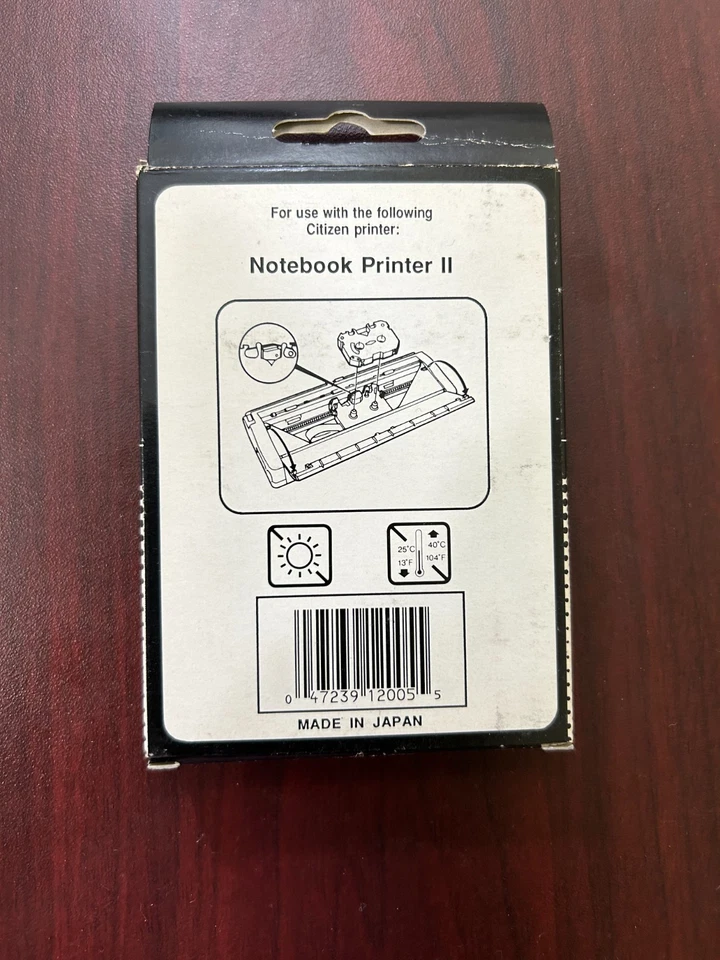 For use with the following
Citizen printer:
Notebook Printer II
25°C 40°C
13°F 104°F
0 47239 12005 5
MADE IN JAPAN